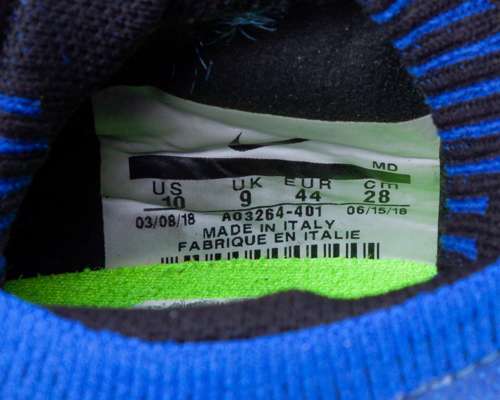 MD
US UK EUR cm
10 9 44 28
03/08/18 AO3264-401 06/15/18
MADE IN ITALY
FABRIQUE EN ITALIE